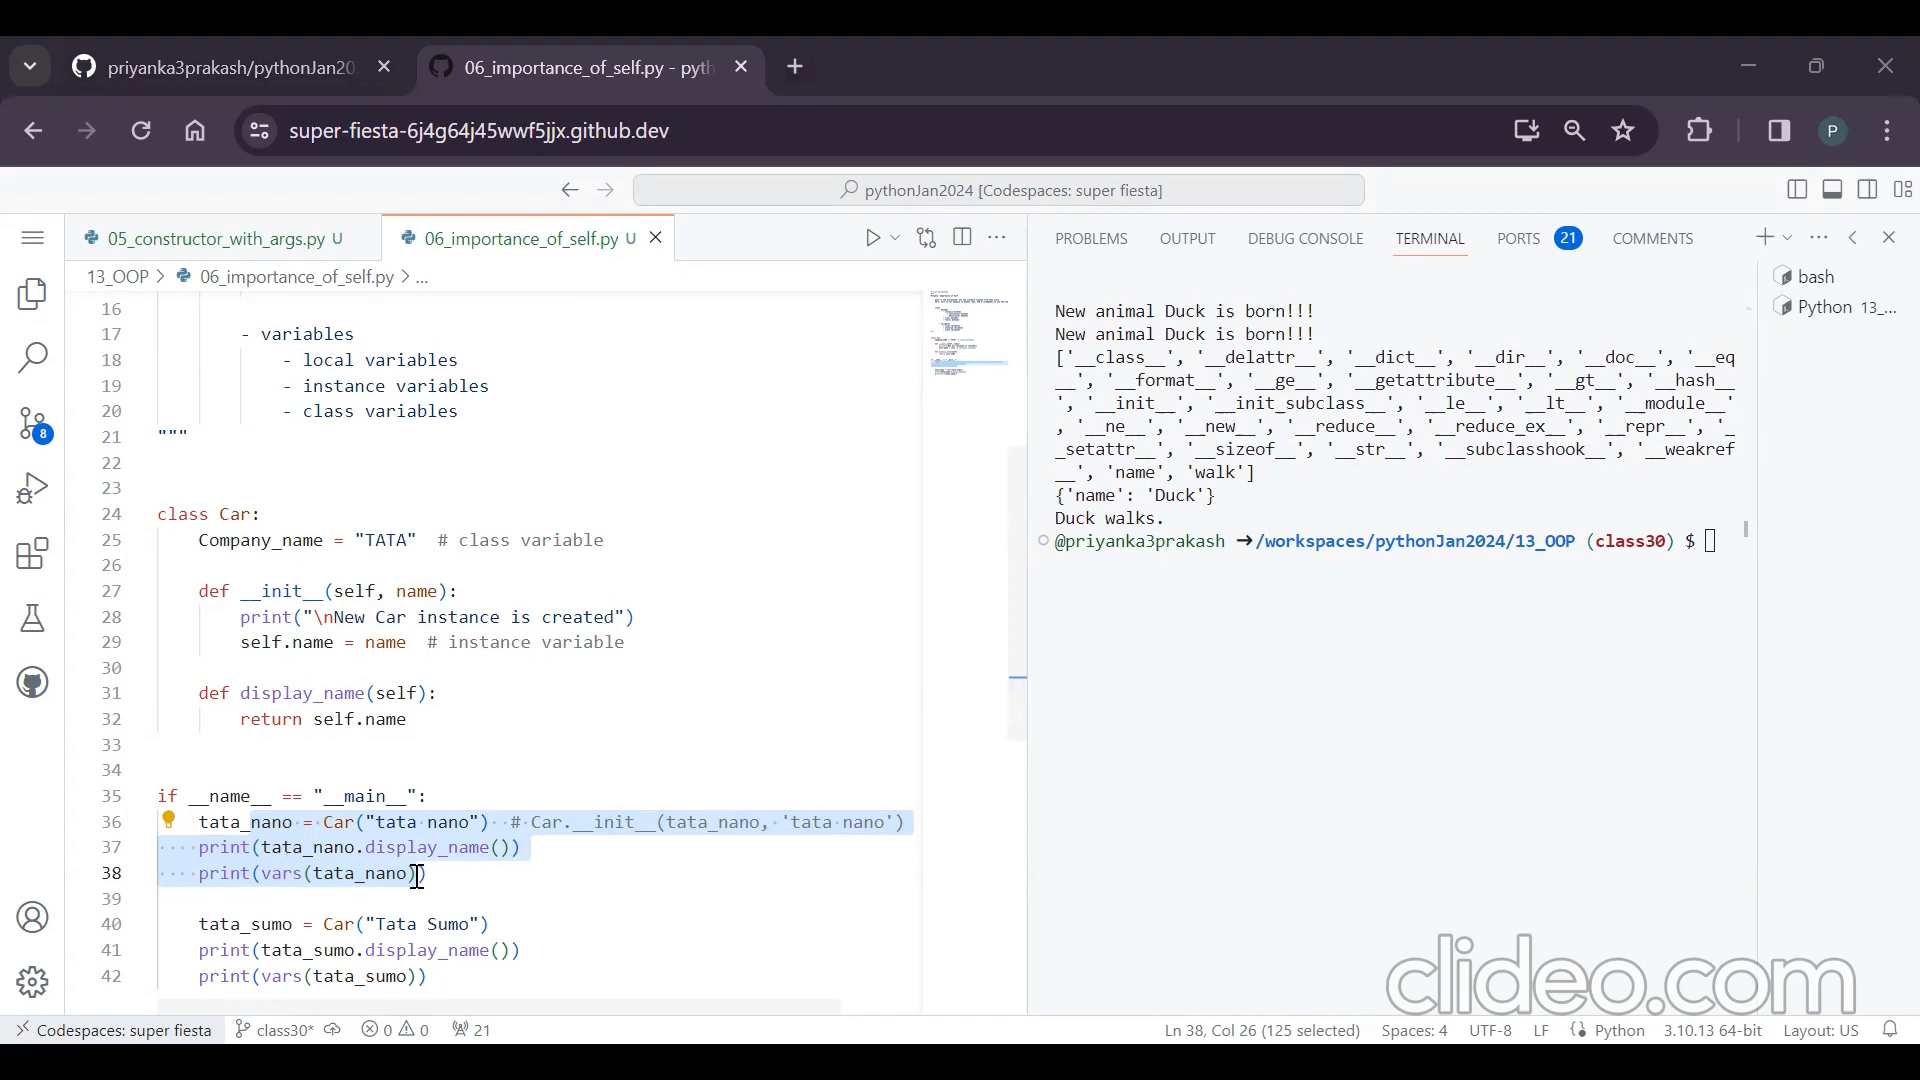 priyanka3prakash/pythonJan20
06_importance_of_self.py - pyth
super-fiesta-6j4g64j45wwf5jjx.github.dev
P
pythonJan2024 [Codespaces: super fiesta]
05_constructor_with_args.py U
06_importance_of_self.py U
13_OOP > 06_importance_of_self.py > ...
16
17 - variables
18 - local variables
19 - instance variables
20 - class variables
21 """
22
23
24 class Car:
25 Company_name = "TATA" # class variable
26
27 def __init__(self, name):
28 print("\nNew Car instance is created")
29 self.name = name # instance variable
30
31 def display_name(self):
32 return self.name
33
34
35 if __name__ == "__main__":
36 tata_nano = Car("tata nano") # Car.__init__(tata_nano, 'tata nano')
37 print(tata_nano.display_name())
38 print(vars(tata_nano))
39
40 tata_sumo = Car("Tata Sumo")
41 print(tata_sumo.display_name())
42 print(vars(tata_sumo))
8
PROBLEMS OUTPUT DEBUG CONSOLE TERMINAL PORTS 21 COMMENTS
bash
Python 13_...
New animal Duck is born!!!
New animal Duck is born!!!
['__class__', '__delattr__', '__dict__', '__dir__', '__doc__', '__eq
__', '__format__', '__ge__', '__getattribute__', '__gt__', '__hash__
', '__init__', '__init_subclass__', '__le__', '__lt__', '__module__'
, '__ne__', '__new__', '__reduce__', '__reduce_ex__', '__repr__', '_
_setattr__', '__sizeof__', '__str__', '__subclasshook__', '__weakref
__', 'name', 'walk']
{'name': 'Duck'}
Duck walks.
@priyanka3prakash →/workspaces/pythonJan2024/13_OOP (class30) $
clideo.com
Codespaces: super fiesta class30* 0 0 21
Ln 38, Col 26 (125 selected) Spaces: 4 UTF-8 LF Python 3.10.13 64-bit Layout: US